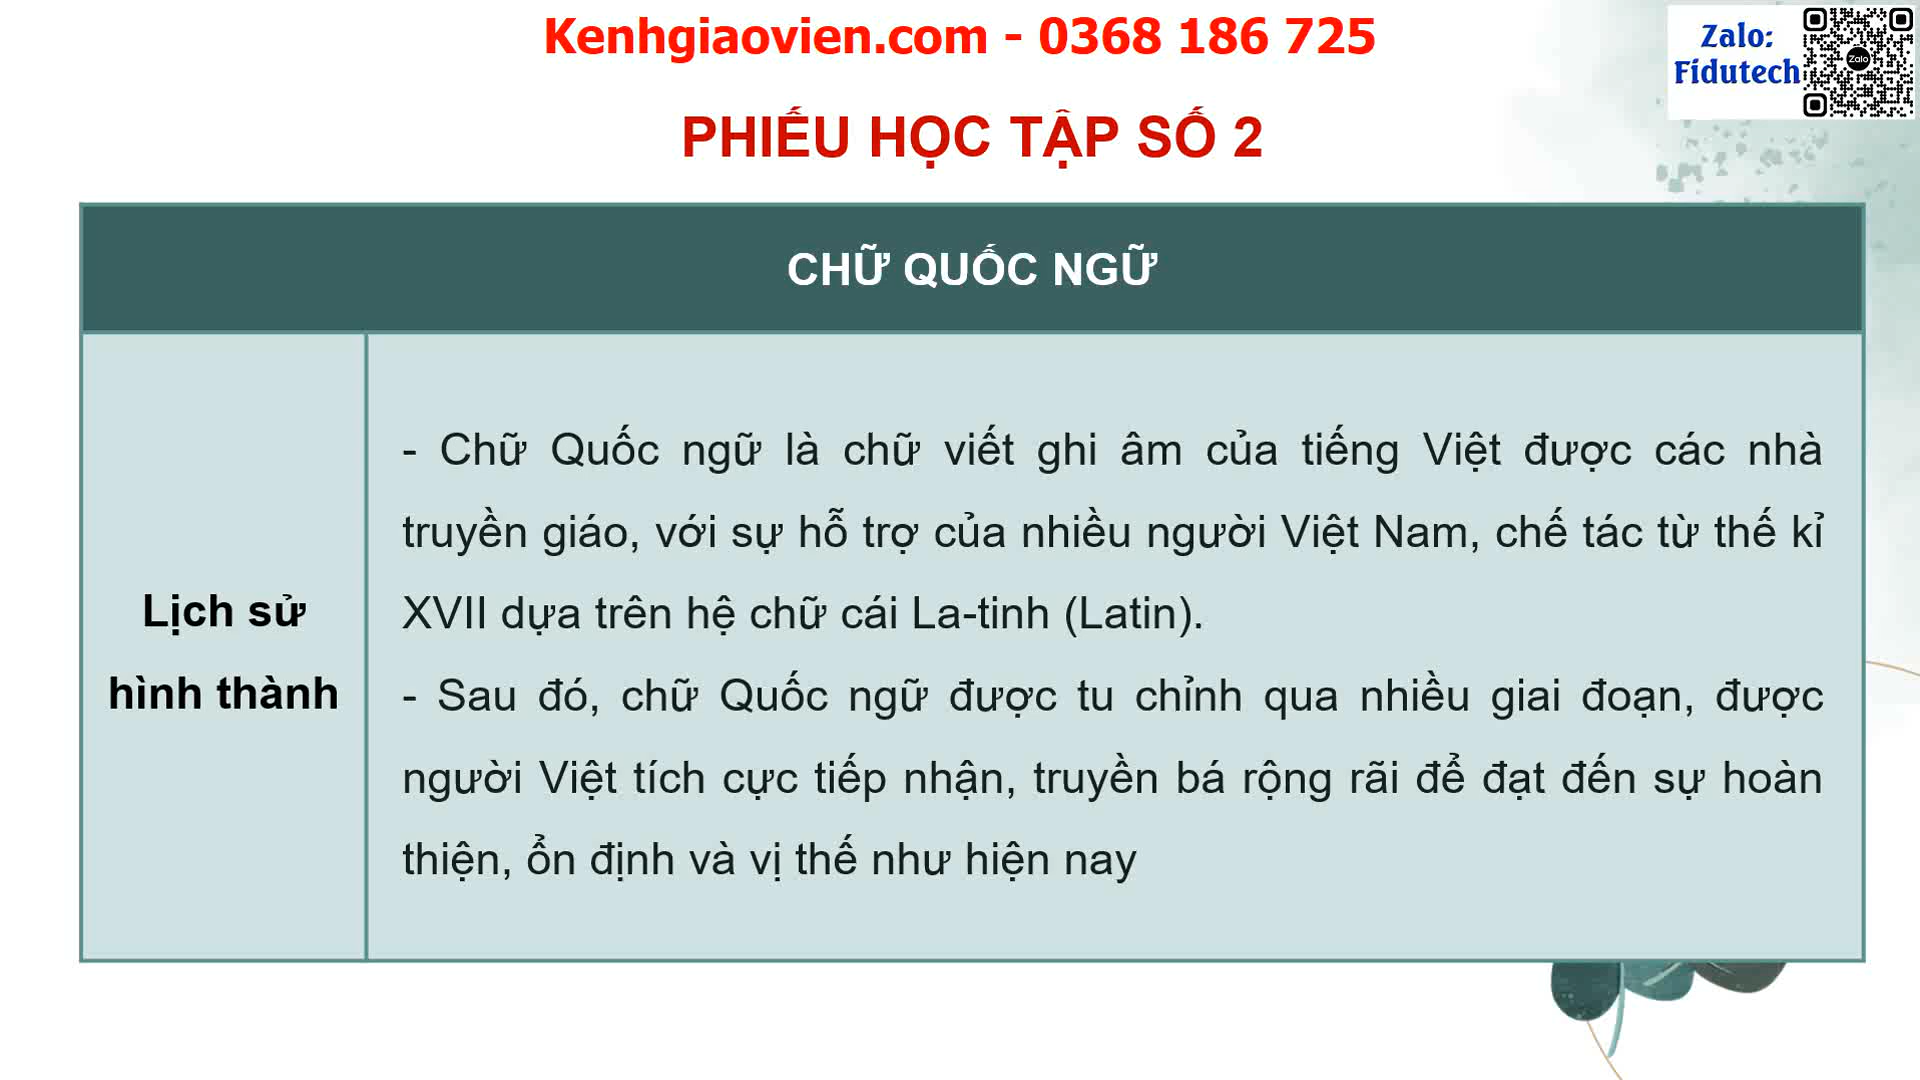 Kenhgiaovien.com - 0368 186 725
Zalo:
Fidutech
Zalo
PHIẾU HỌC TẬP SỐ 2
CHỮ QUỐC NGỮ
Lịch sử
hình thành
- Chữ Quốc ngữ là chữ viết ghi âm của tiếng Việt được các nhà
truyền giáo, với sự hỗ trợ của nhiều người Việt Nam, chế tác từ thế kỉ
XVII dựa trên hệ chữ cái La-tinh (Latin).
- Sau đó, chữ Quốc ngữ được tu chỉnh qua nhiều giai đoạn, được
người Việt tích cực tiếp nhận, truyền bá rộng rãi để đạt đến sự hoàn
thiện, ổn định và vị thế như hiện nay